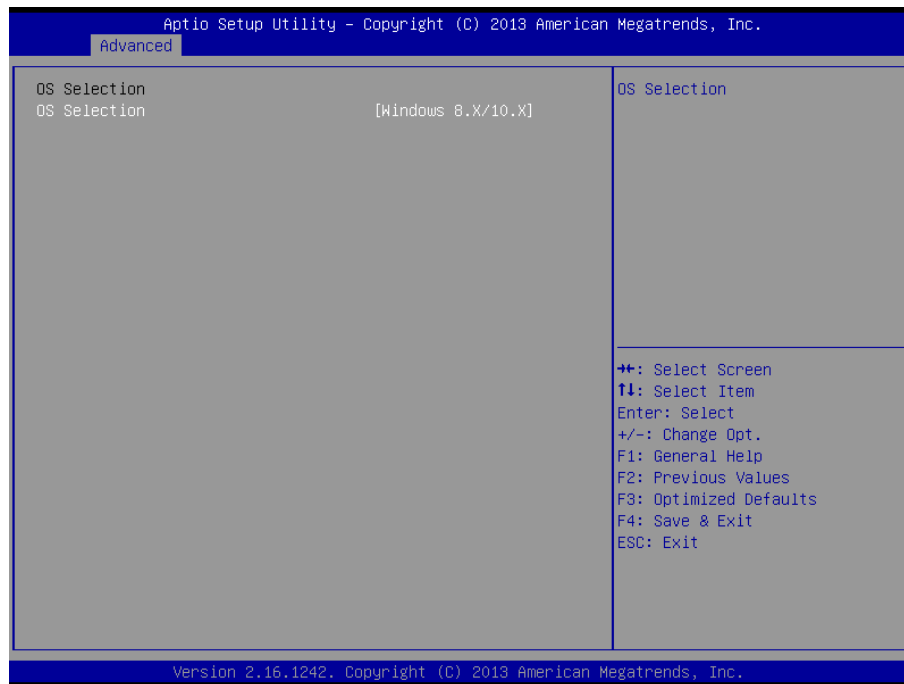 Aptio Setup Utility – Copyright (C) 2013 American Megatrends, Inc.
Advanced
OS Selection
OS Selection [Windows 8.X/10.X]
OS Selection
→←: Select Screen
↑↓: Select Item
Enter: Select
+/-: Change Opt.
F1: General Help
F2: Previous Values
F3: Optimized Defaults
F4: Save & Exit
ESC: Exit
Version 2.16.1242. Copyright (C) 2013 American Megatrends, Inc.